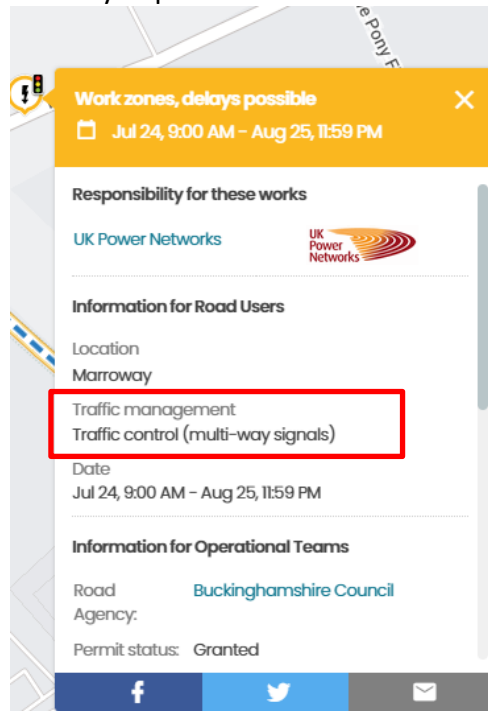 e Pony F
Work zones, delays possible
Jul 24, 9:00 AM - Aug 25, 11:59 PM
Responsibility for these works
UK Power Networks
UK
Power
Networks
Information for Road Users
Location
Marroway
Traffic management
Traffic control (multi-way signals)
Date
Jul 24, 9:00 AM - Aug 25, 11:59 PM
Information for Operational Teams
Road Agency:
Buckinghamshire Council
Permit status: Granted